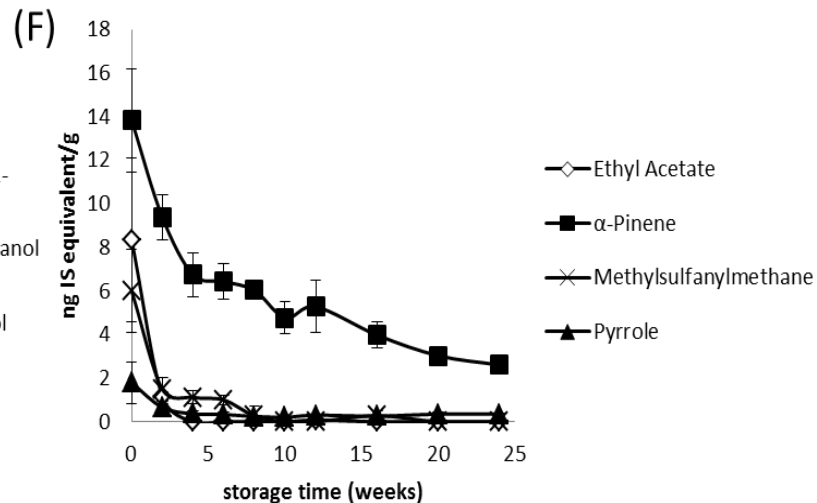 (F)
18
16
14
12
10
8
6
4
2
0
ng IS equivalent/g
0 5 10 15 20 25
storage time (weeks)
Ethyl Acetate
α-Pinene
Methylsulfanylmethane
Pyrrole
-
anol
ol